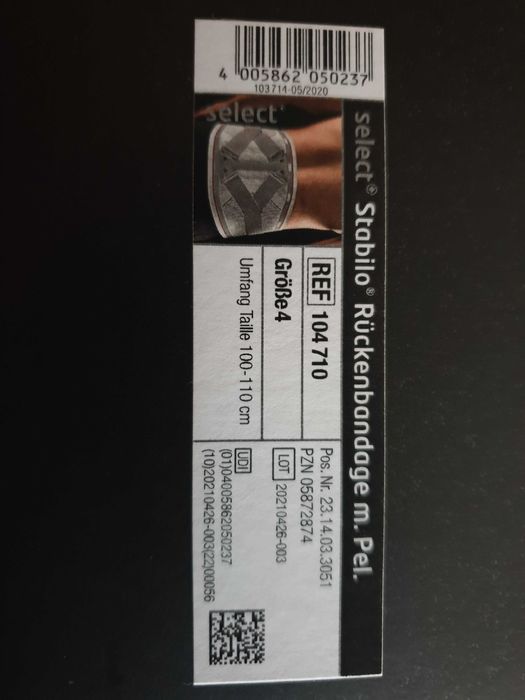 4 005862 050237
103714-05/2020
select®
select® Stabilo® Rückenbandage m. Pel.
REF 104 710
Größe 4
Umfang Taille 100-110 cm
Pos. Nr. 23.14.03.3051
PZN 05872874
LOT 20210426-003
UDI
(01)04005862050237
(10)20210426-003(22)00056